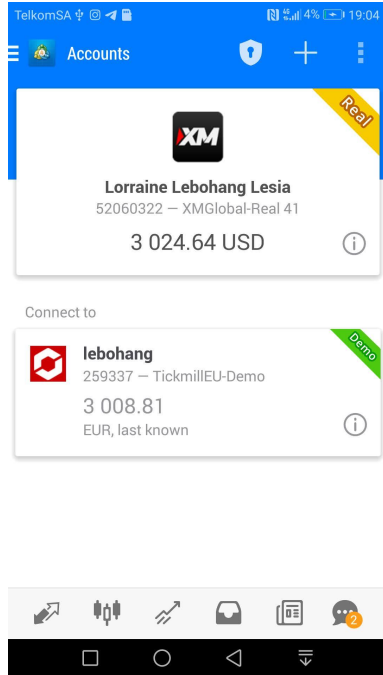 TelkomSA 4G 4% 19:04
Accounts
Real
XM
Lorraine Lebohang Lesia
52060322 — XMGlobal-Real 41
3 024.64 USD
Connect to
Demo
lebohang
259337 — TickmillEU-Demo
3 008.81
EUR, last known
2